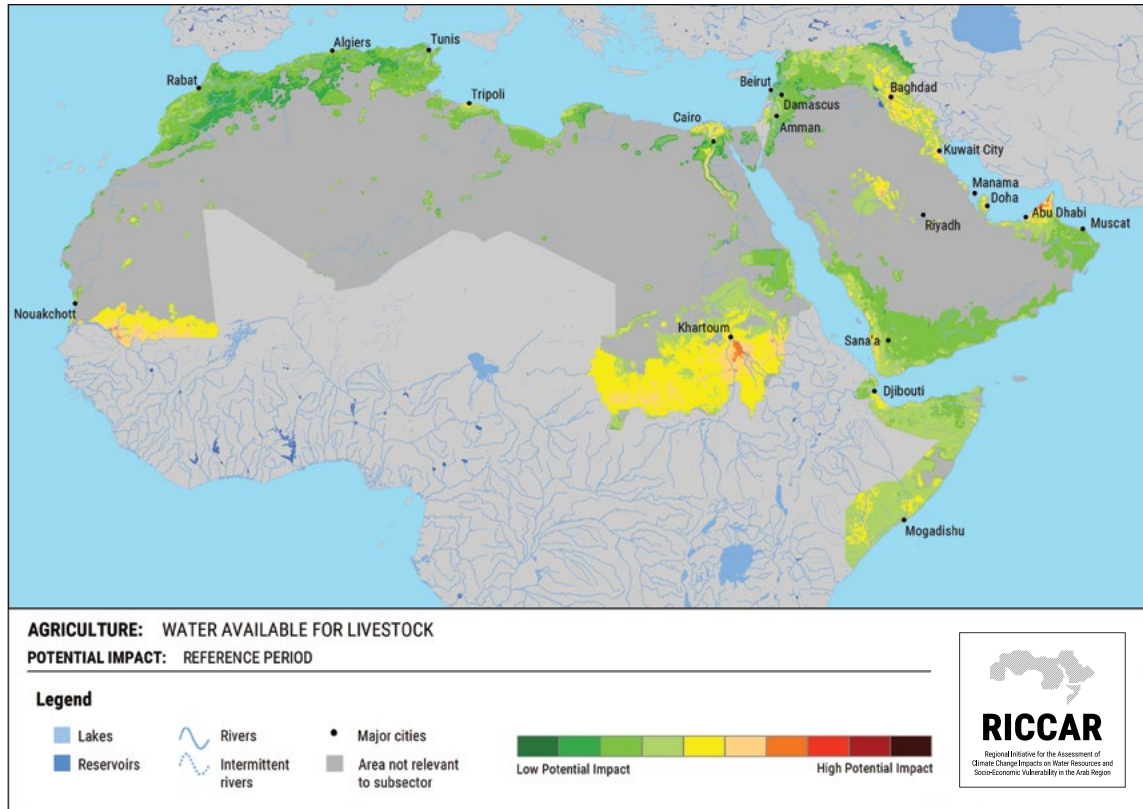 Algiers
Tunis
Rabat
Tripoli
Beirut
Baghdad
Damascus
Cairo
Amman
Kuwait City
Manama
Doha
Abu Dhabi
Muscat
Riyadh
Nouakchott
Khartoum
Sana'a
Djibouti
Mogadishu
AGRICULTURE: WATER AVAILABLE FOR LIVESTOCK
POTENTIAL IMPACT: REFERENCE PERIOD
Legend
Lakes
Rivers
Major cities
Reservoirs
Intermittent
rivers
Area not relevant
to subsector
Low Potential Impact
High Potential Impact
RICCAR
Regional Initiative for the Assessment of
Climate Change Impacts on Water Resources and
Socio-Economic Vulnerability in the Arab Region